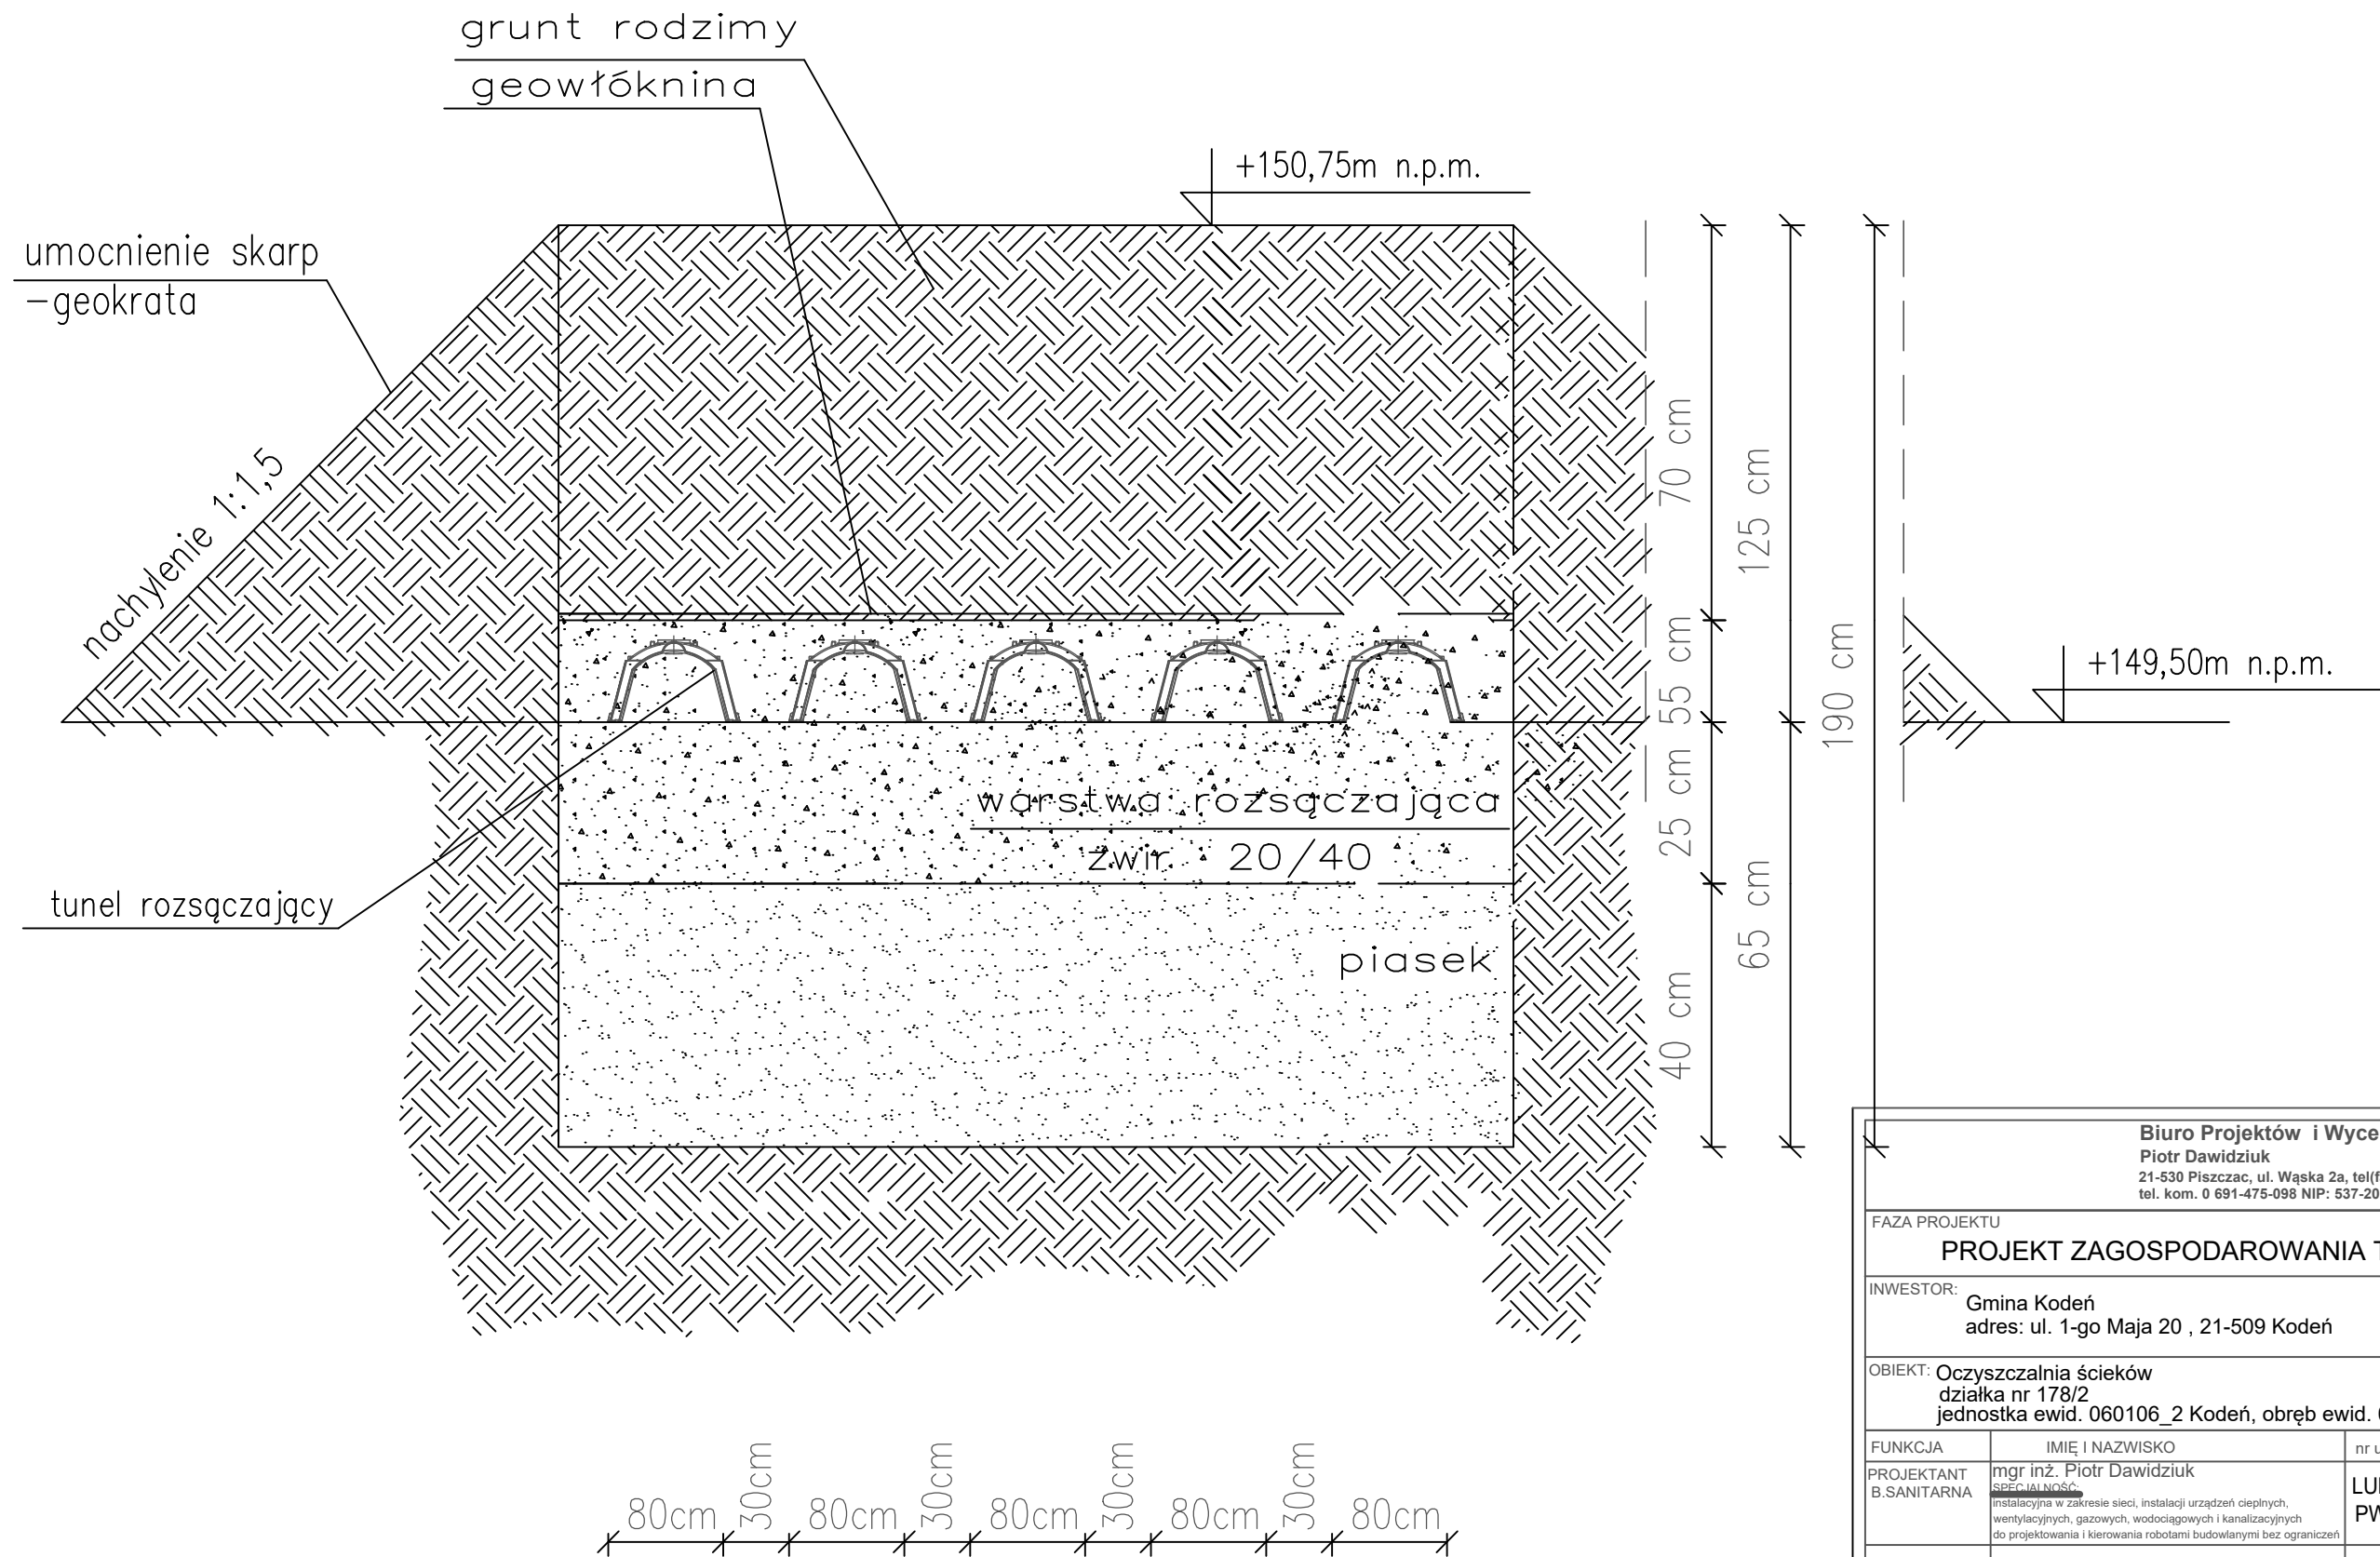 grunt rodzimy
geowłóknina
+150,75m n.p.m.
umocnienie skarp
-geokrata
nachylenie 1:1,5
70 cm
125 cm
55 cm
190 cm
+149,50m n.p.m.
25 cm
warstwa rozsączająca
żwir 20/40
65 cm
tunel rozsączający
piasek
40 cm
80cm 30cm 80cm 30cm 80cm 30cm 80cm 30cm 80cm
Biuro Projektów i Wyce
Piotr Dawidziuk
21-530 Piszczac, ul. Wąska 2a, tel(f
tel. kom. 0 691-475-098 NIP: 537-20
FAZA PROJEKTU
PROJEKT ZAGOSPODAROWANIA
INWESTOR:
Gmina Kodeń
adres: ul. 1-go Maja 20 , 21-509 Kodeń
OBIEKT: Oczyszczalnia ścieków
działka nr 178/2
jednostka ewid. 060106_2 Kodeń, obręb ewid.
FUNKCJA IMIĘ I NAZWISKO nr u
PROJEKTANT
B.SANITARNA
mgr inż. Piotr Dawidziuk
SPECJALNOŚĆ:
instalacyjna w zakresie sieci, instalacji urządzeń cieplnych,
wentylacyjnych, gazowych, wodociągowych i kanalizacyjnych
do projektowania i kierowania robotami budowlanymi bez ograniczeń
LU
PW